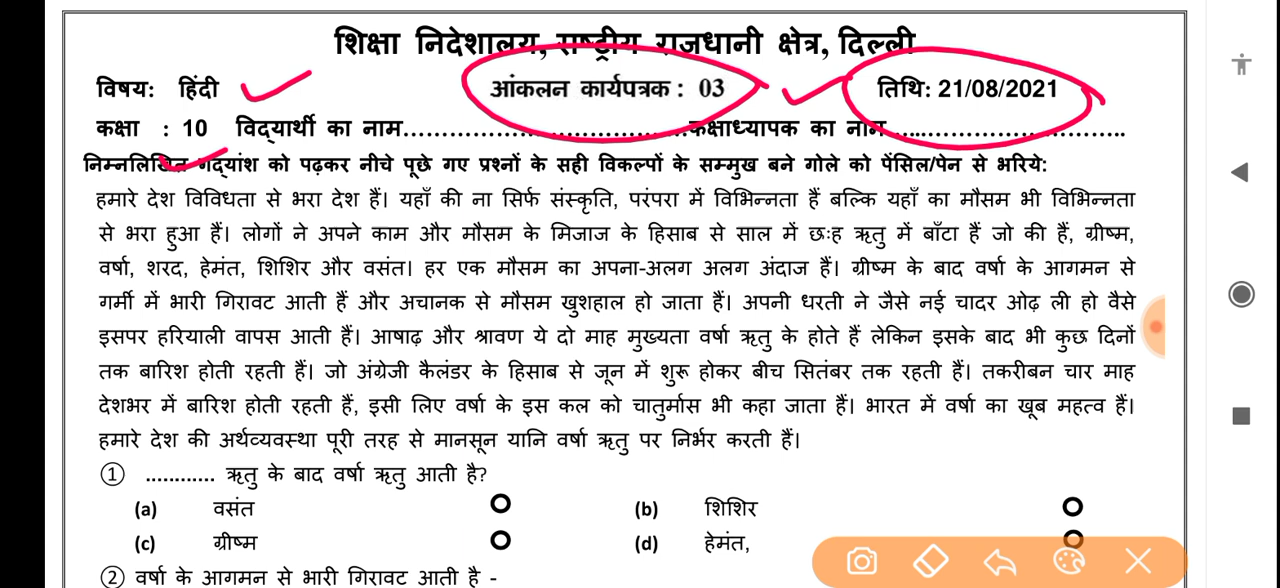 शिक्षा निदेशालय, राष्ट्रीय राजधानी क्षेत्र, दिल्ली
विषय: हिंदी आंकलन कार्यपत्रक : 03 तिथि: 21/08/2021
कक्षा : 10 विद्यार्थी का नाम.................................कक्षाध्यापक का नाम ............................
निम्नलिखित गद्यांश को पढ़कर नीचे पूछे गए प्रश्नों के सही विकल्पों के सम्मुख बने गोले को पेंसिल/पेन से भरिये:
हमारे देश विविधता से भरा देश हैं। यहाँ की ना सिर्फ संस्कृति, परंपरा में विभिन्नता हैं बल्कि यहाँ का मौसम भी विभिन्नता
से भरा हुआ हैं। लोगों ने अपने काम और मौसम के मिजाज के हिसाब से साल में छःह ऋतु में बाँटा हैं जो की हैं, ग्रीष्म,
वर्षा, शरद, हेमंत, शिशिर और वसंत। हर एक मौसम का अपना-अलग अलग अंदाज हैं। ग्रीष्म के बाद वर्षा के आगमन से
गर्मी में भारी गिरावट आती हैं और अचानक से मौसम खुशहाल हो जाता हैं। अपनी धरती ने जैसे नई चादर ओढ़ ली हो वैसे
इसपर हरियाली वापस आती हैं। आषाढ़ और श्रावण ये दो माह मुख्यता वर्षा ऋतु के होते हैं लेकिन इसके बाद भी कुछ दिनों
तक बारिश होती रहती हैं। जो अंग्रेजी कैलंडर के हिसाब से जून में शुरू होकर बीच सितंबर तक रहती हैं। तकरीबन चार माह
देशभर में बारिश होती रहती हैं, इसी लिए वर्षा के इस कल को चातुर्मास भी कहा जाता हैं। भारत में वर्षा का खूब महत्व हैं।
हमारे देश की अर्थव्यवस्था पूरी तरह से मानसून यानि वर्षा ऋतु पर निर्भर करती हैं।
① ............ ऋतु के बाद वर्षा ऋतु आती है?
(a) वसंत (b) शिशिर
(c) ग्रीष्म (d) हेमंत,
② वर्षा के आगमन से भारी गिरावट आती है -